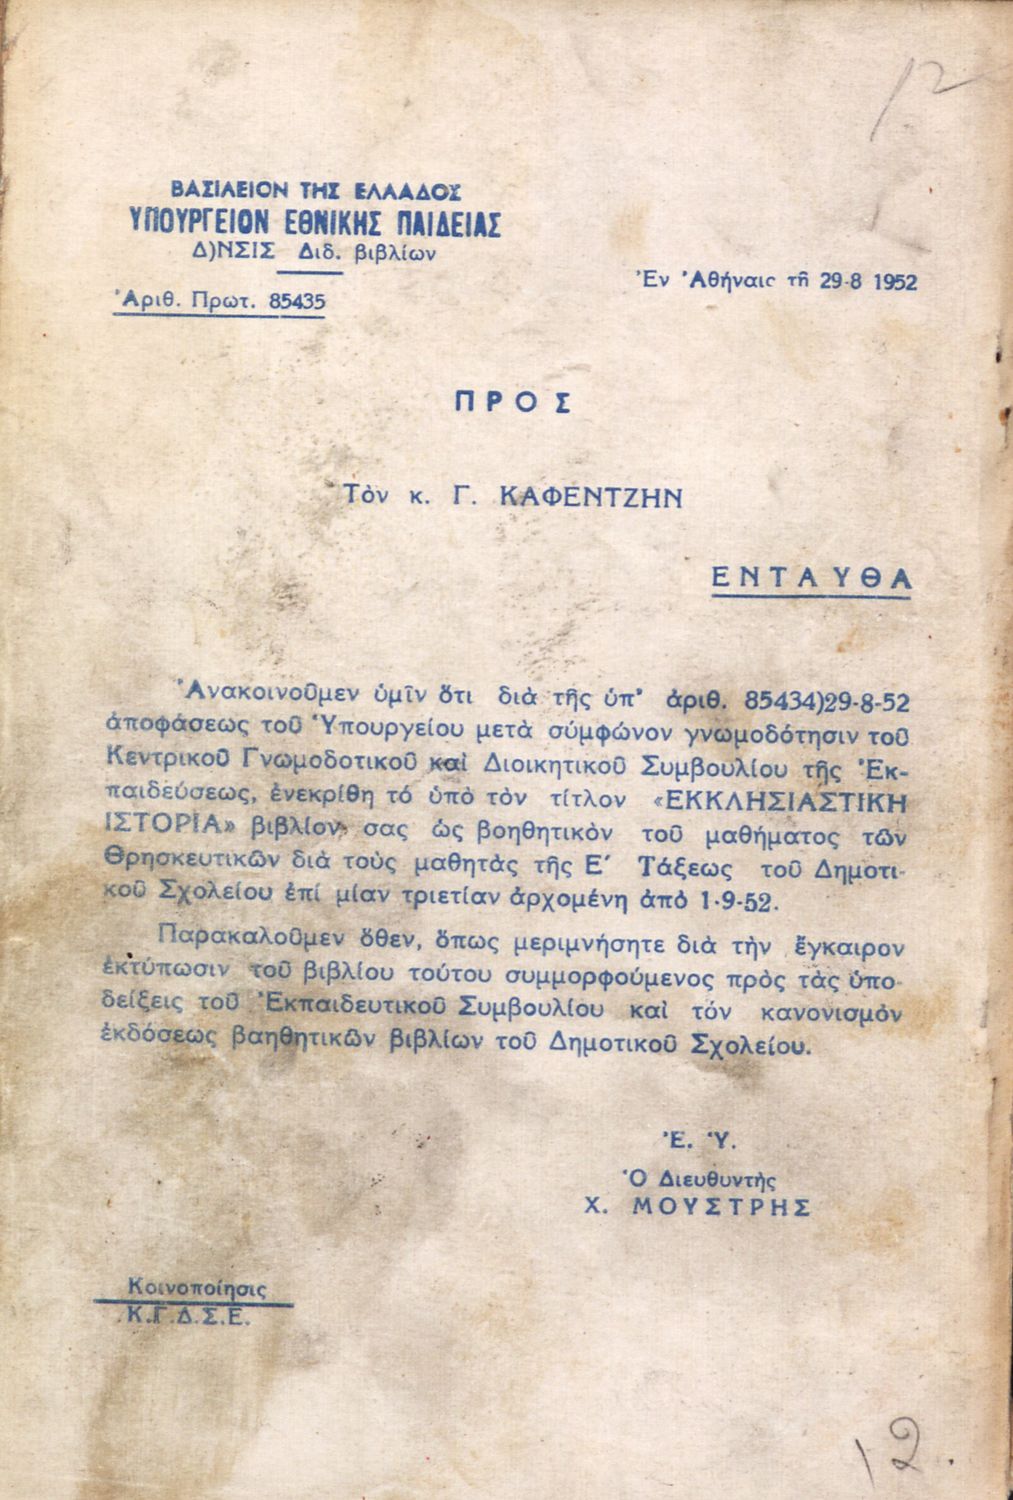 12
ΒΑΣΙΛΕΙΟΝ ΤΗΣ ΕΛΛΑΔΟΣ
ΥΠΟΥΡΓΕΙΟΝ ΕΘΝΙΚΗΣ ΠΑΙΔΕΙΑΣ
Δ)ΝΣΙΣ Διδ. βιβλίων
Ἀριθ. Πρωτ. 85435
Ἐν Ἀθήναις τῇ 29-8 1952
ΠΡΟΣ
Τὸν κ. Γ. ΚΑΦΕΝΤΖΗΝ
ΕΝΤΑΥΘΑ
Ἀνακοινοῦμεν ὑμῖν ὅτι διὰ τῆς ὑπ' ἀριθ. 85434)29-8-52
ἀποφάσεως τοῦ Ὑπουργείου μετὰ σύμφώνον γνωμοδότησιν τοῦ
Κεντρικοῦ Γνωμοδοτικοῦ καὶ Διοικητικοῦ Συμβουλίου τῆς Ἐκ-
παιδεύσεως, ἐνεκρίθη τό ὑπὸ τὸν τίτλον «ΕΚΚΛΗΣΙΑΣΤΙΚΗ
ΙΣΤΟΡΙΑ» βιβλίον σας ὡς βοηθητικὸν τοῦ μαθήματος τῶν
Θρησκευτικῶν διὰ τοὺς μαθητὰς τῆς Ε΄ Τάξεως τοῦ Δημοτι-
κοῦ Σχολείου ἐπί μίαν τριετίαν ἀρχομένη ἀπὸ 1-9-52.
Παρακαλοῦμεν ὅθεν, ὅπως μεριμνήσητε διὰ τὴν ἔγκαιρον
ἐκτύπωσιν τοῦ βιβλίου τούτου συμμορφούμενος πρὸς τὰς ὑπο-
δείξεις τοῦ Ἐκπαιδευτικοῦ Συμβουλίου καὶ τόν κανονισμὸν
ἐκδόσεως βαηθητικῶν βιβλίων τοῦ Δημοτικοῦ Σχολείου.
Ἐ. Ὑ.
Ὁ Διευθυντὴς
Χ. ΜΟΥΣΤΡΗΣ
Κοινοποίησις
Κ.Γ.Δ.Σ.Ε.
12.